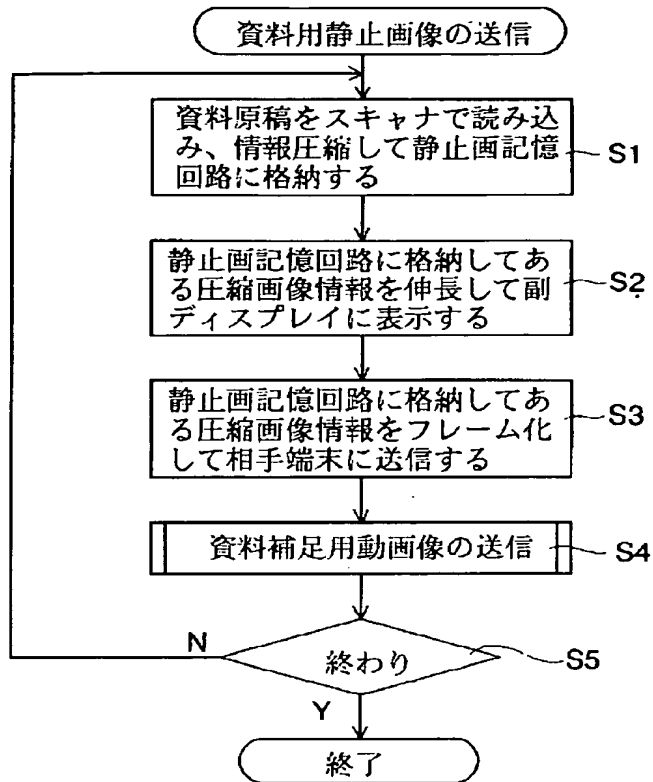 資料用静止画像の送信
資料原稿をスキャナで読み込
み、情報圧縮して静止画記憶
回路に格納する
S1
静止画記憶回路に格納してあ
る圧縮画像情報を伸長して副
ディスプレイに表示する
S2
静止画記憶回路に格納してあ
る圧縮画像情報をフレーム化
して相手端末に送信する
S3
資料補足用動画像の送信
S4
N
終わり
S5
Y
終了